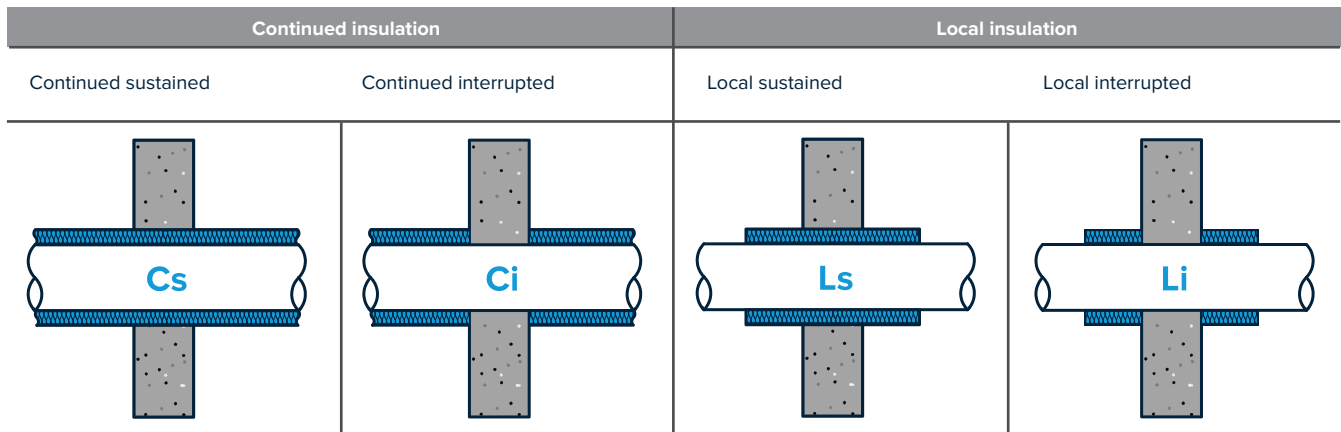 Continued insulation
Local insulation
Continued sustained
Continued interrupted
Local sustained
Local interrupted
Cs
Ci
Ls
Li